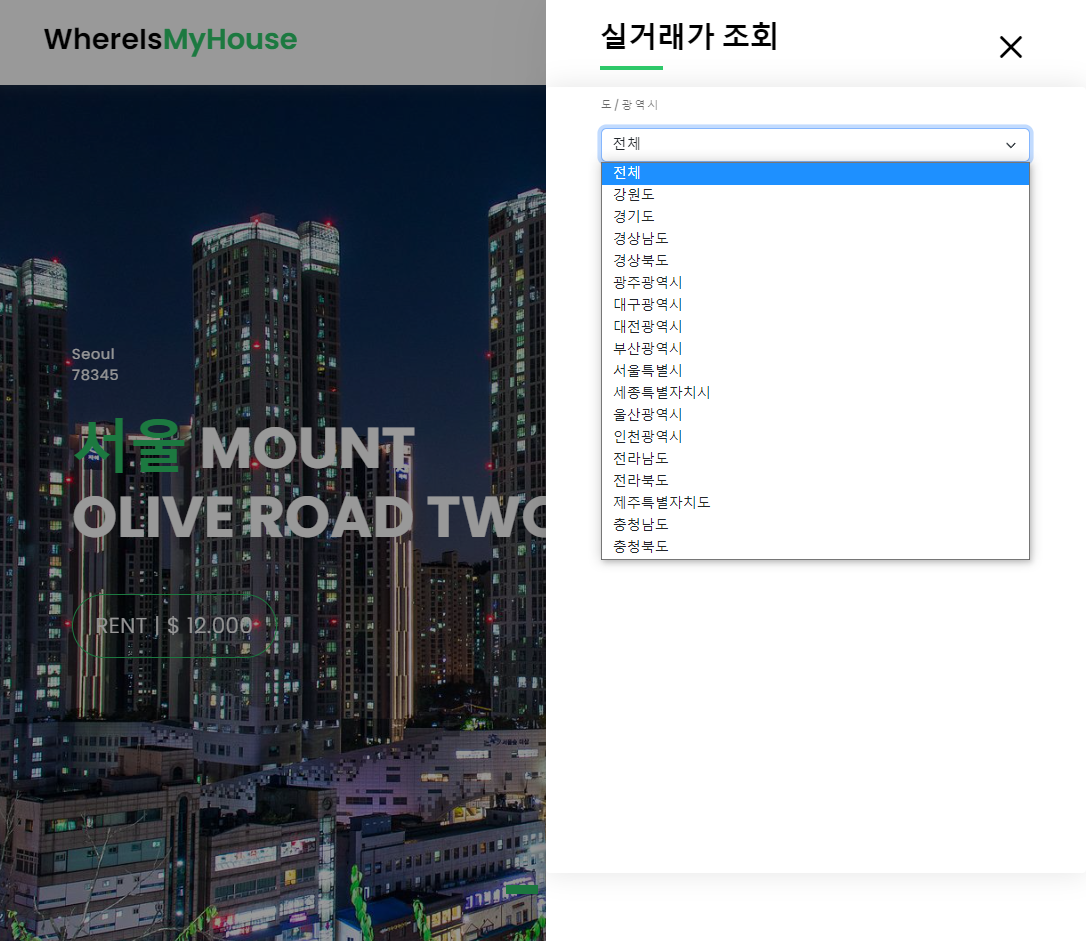 WhereIsMyHouse
Seoul
78345
서울 MOUNT
OLIVE ROAD TWO
RENT | $ 12.000
실거래가 조회
도/광역시
전체
전체
강원도
경기도
경상남도
경상북도
광주광역시
대구광역시
대전광역시
부산광역시
서울특별시
세종특별자치시
울산광역시
인천광역시
전라남도
전라북도
제주특별자치도
충청남도
충청북도